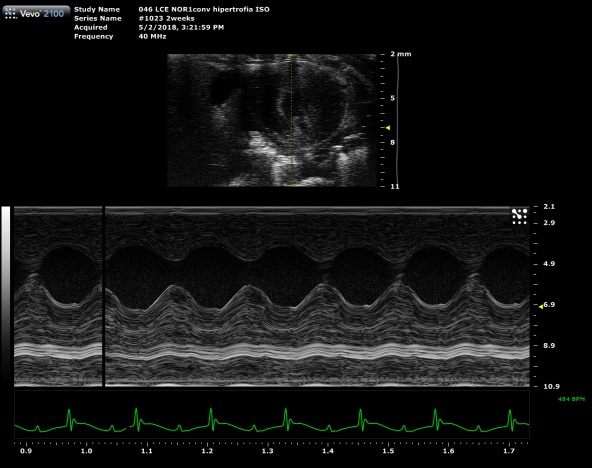 Vevo 2100
Study Name 046 LCE NOR1conv hipertrofia ISO
Series Name #1023 2weeks
Acquired 5/2/2018, 3:21:59 PM
Frequency 40 MHz
2 mm
5
8
11
2.1
2.9
4.9
6.9
8.9
10.9
484 BPM
0.9 1.0 1.1 1.2 1.3 1.4 1.5 1.6 1.7